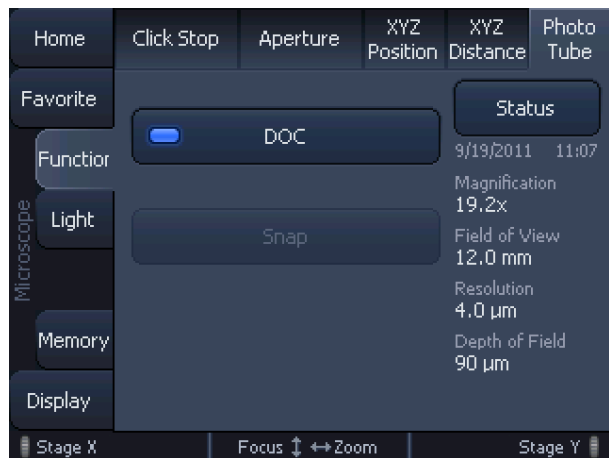 Home
Click Stop
Aperture
XYZ
Position
XYZ
Distance
Photo
Tube
Favorite
Function
Light
Microscope
Memory
Display
DOC
Snap
Status
9/19/2011 11:07
Magnification
19.2x
Field of View
12.0 mm
Resolution
4.0 µm
Depth of Field
90 µm
Stage X
Focus ↕ ↔ Zoom
Stage Y